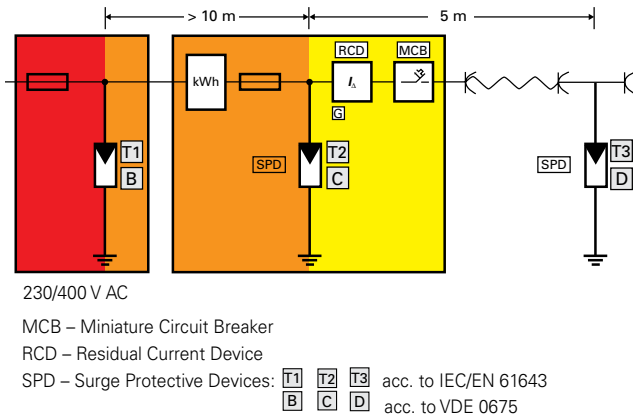 > 10 m
5 m
RCD
MCB
kWh
I∆
G
T1
B
SPD
T2
C
SPD
T3
D
230/400 V AC
MCB – Miniature Circuit Breaker
RCD – Residual Current Device
SPD – Surge Protective Devices: T1 T2 T3 acc. to IEC/EN 61643
B C D acc. to VDE 0675